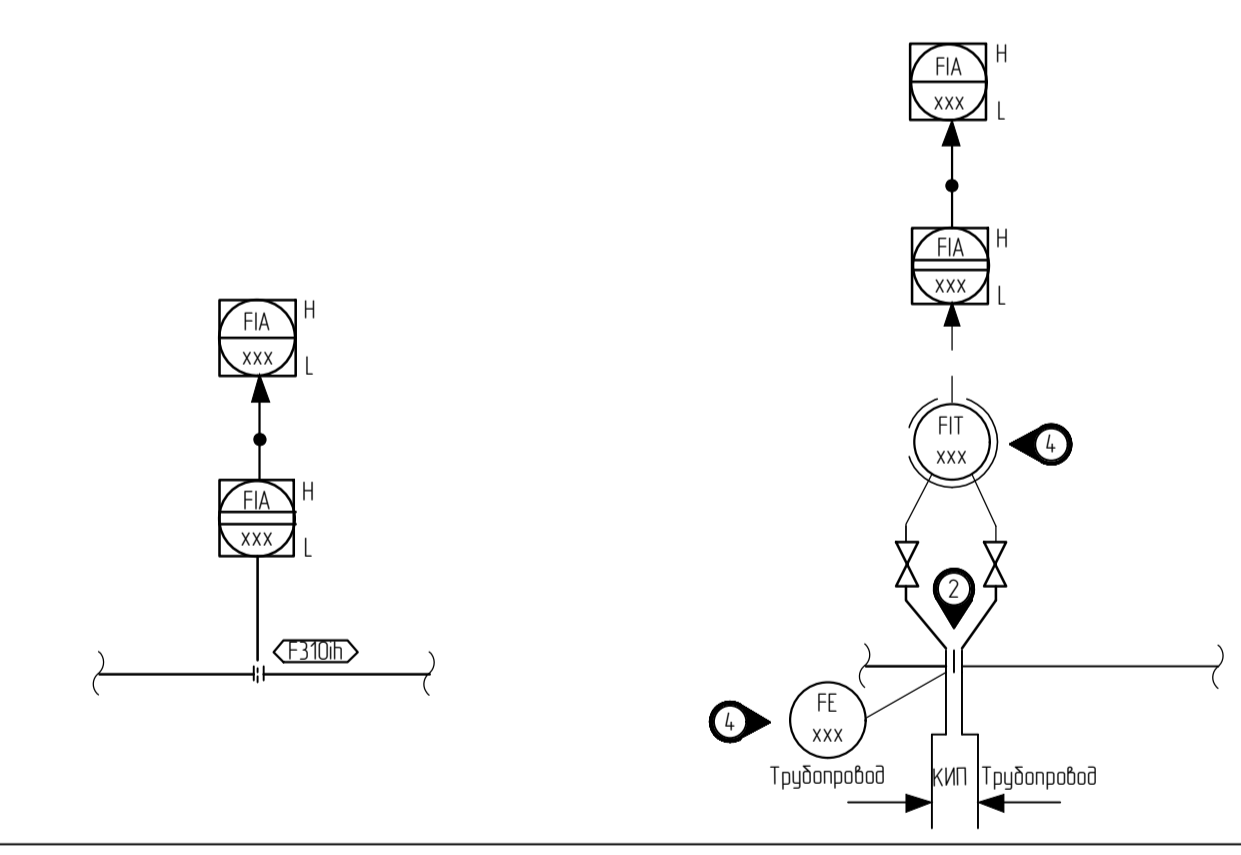 FIA
H
xxx
L
FIA
H
xxx
L
F310ih
FIA
H
xxx
L
FIA
H
xxx
L
FIT
xxx
4
2
FE
xxx
4
Трубопровод
КИП
Трубопровод